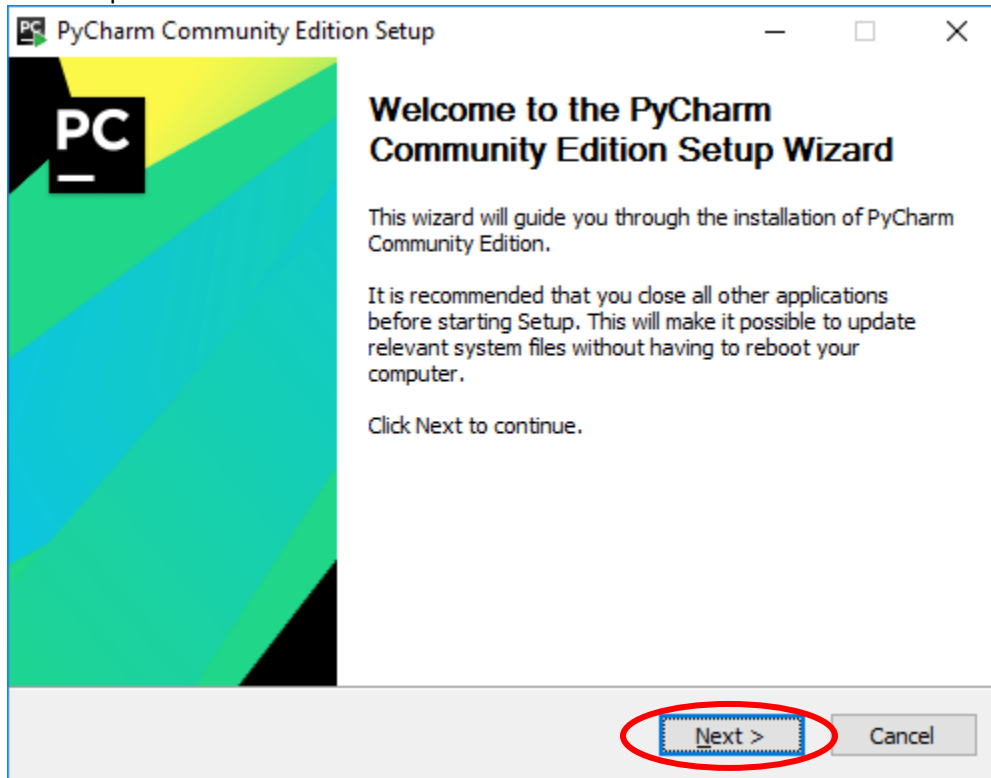 PyCharm Community Edition Setup
PC
Welcome to the PyCharm
Community Edition Setup Wizard
This wizard will guide you through the installation of PyCharm
Community Edition.
It is recommended that you close all other applications
before starting Setup. This will make it possible to update
relevant system files without having to reboot your
computer.
Click Next to continue.
Next >
Cancel